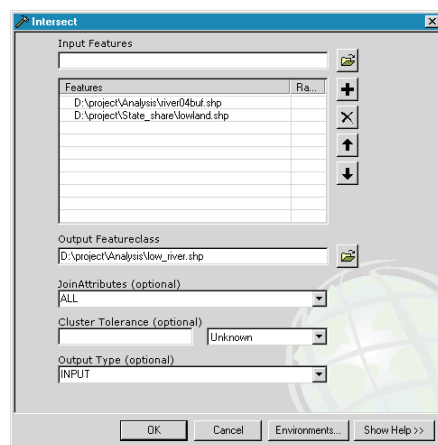 Intersect
Input Features
Features Ra...
D:\project\Analysis\river04buf.shp
D:\project\State_share\lowland.shp
Output Featureclass
D:\project\Analysis\low_river.shp
JoinAttributes (optional)
ALL
Cluster Tolerance (optional)
Unknown
Output Type (optional)
INPUT
OK Cancel Environments... Show Help >>